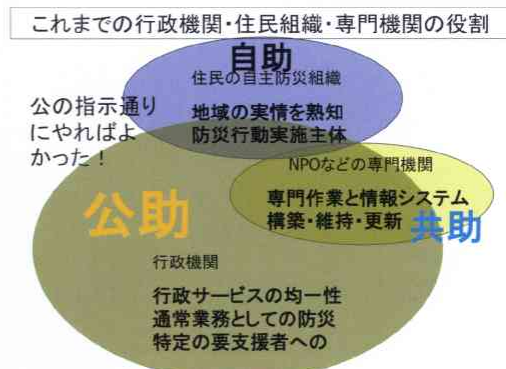 これまでの行政機関・住民組織・専門機関の役割
自助
住民の自主防災組織
公の指示通り
にやればよ
かった！
地域の実情を熟知
防災行動実施主体
NPOなどの専門機関
専門作業と情報システム
構築・維持・更新
共助
公助
行政機関
行政サービスの均一性
通常業務としての防災
特定の要支援者への